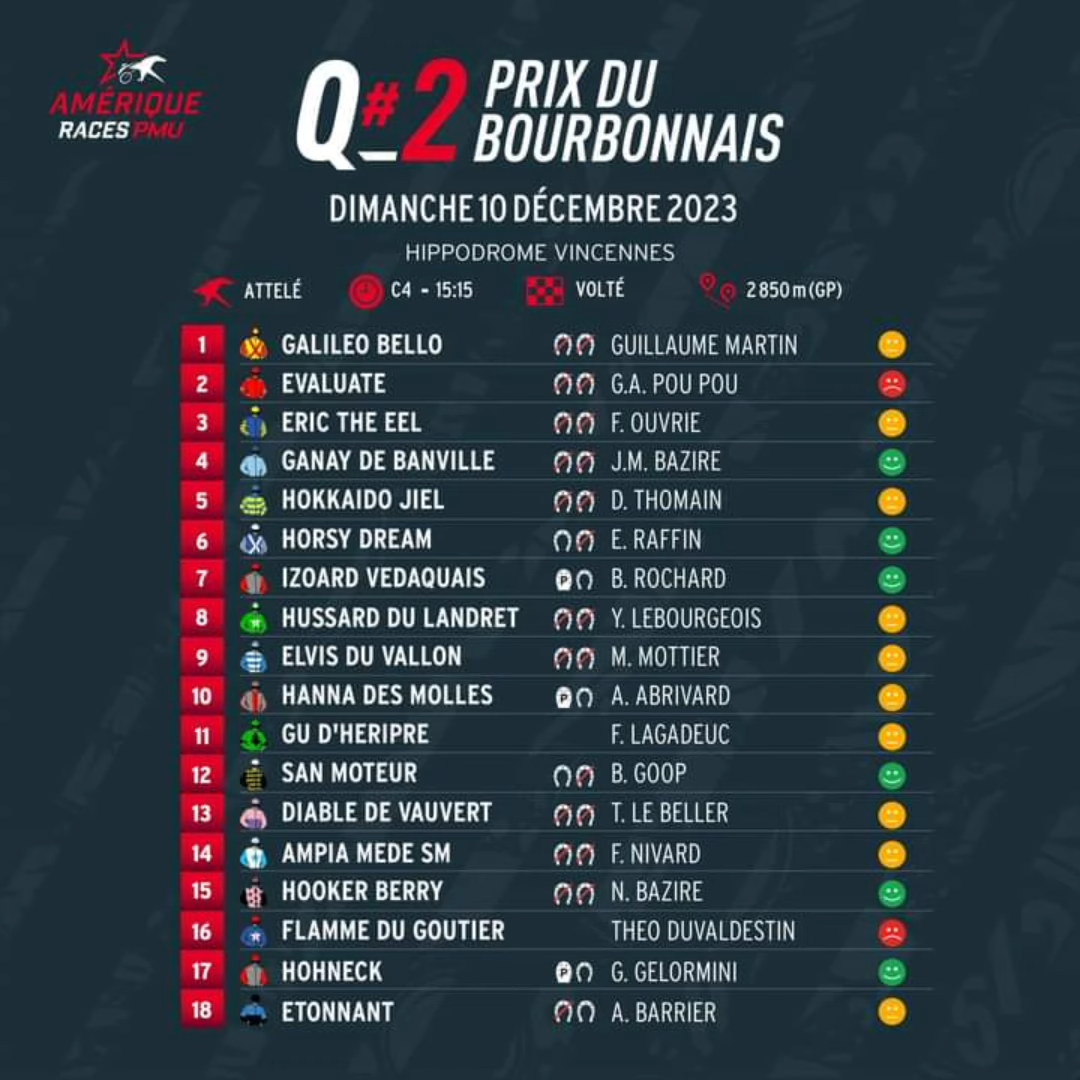 AMÉRIQUE
RACES PMU
Q#2 PRIX DU
BOURBONNAIS
DIMANCHE 10 DÉCEMBRE 2023
HIPPODROME VINCENNES
ATTELÉ C4 - 15:15 VOLTÉ 2850m (GP)
1 GALILEO BELLO GUILLAUME MARTIN
2 EVALUATE G.A. POU POU
3 ERIC THE EEL F. OUVRIE
4 GANAY DE BANVILLE J.M. BAZIRE
5 HOKKAIDO JIEL D. THOMAIN
6 HORSY DREAM E. RAFFIN
7 IZOARD VEDAQUAIS P B. ROCHARD
8 HUSSARD DU LANDRET Y. LEBOURGEOIS
9 ELVIS DU VALLON M. MOTTIER
10 HANNA DES MOLLES P A. ABRIVARD
11 GU D'HERIPRE F. LAGADEUC
12 SAN MOTEUR B. GOOP
13 DIABLE DE VAUVERT T. LE BELLER
14 AMPIA MEDE SM F. NIVARD
15 HOOKER BERRY N. BAZIRE
16 FLAMME DU GOUTIER THEO DUVALDESTIN
17 HOHNECK P G. GELORMINI
18 ETONNANT A. BARRIER